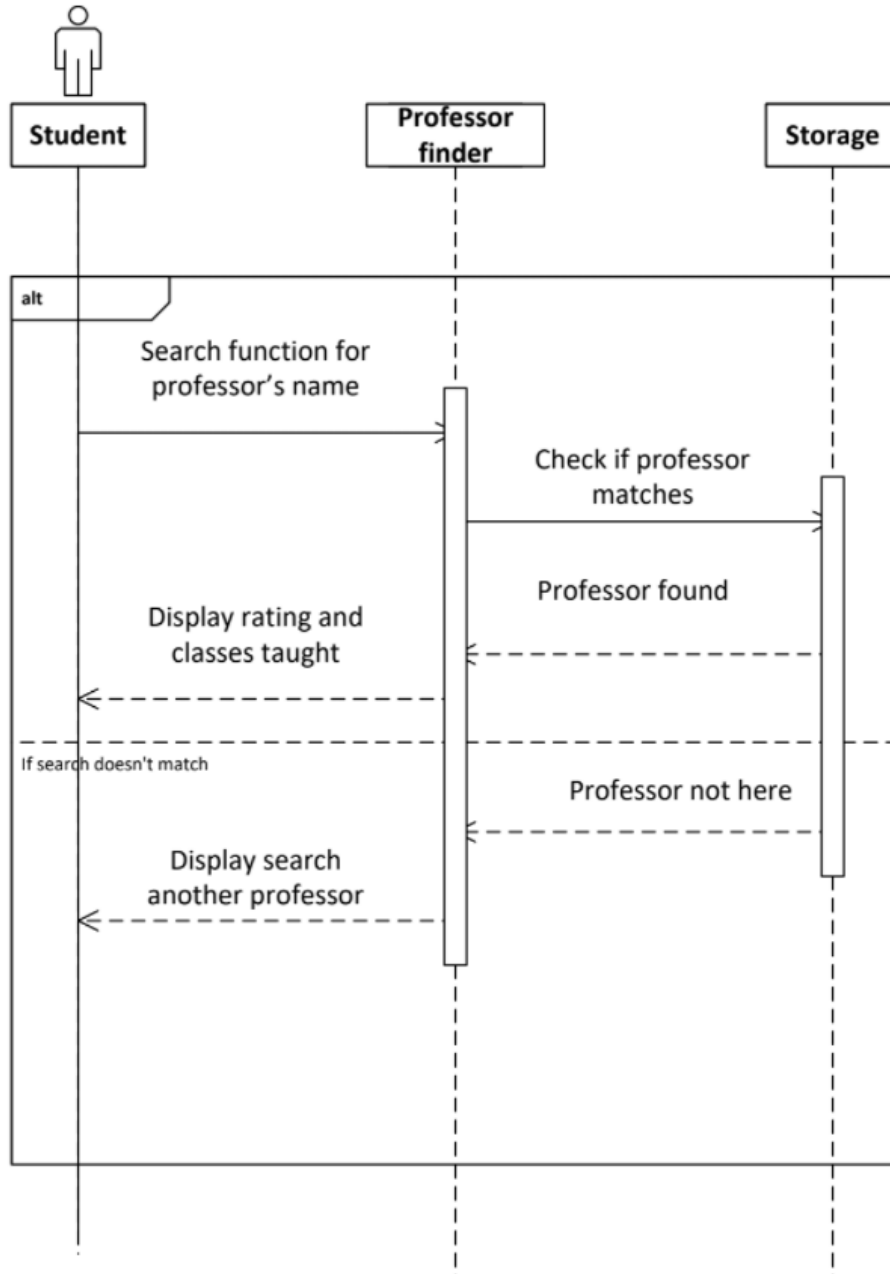 Student
Professor
finder
Storage
alt
Search function for
professor's name
Check if professor
matches
Professor found
Display rating and
classes taught
If search doesn't match
Professor not here
Display search
another professor